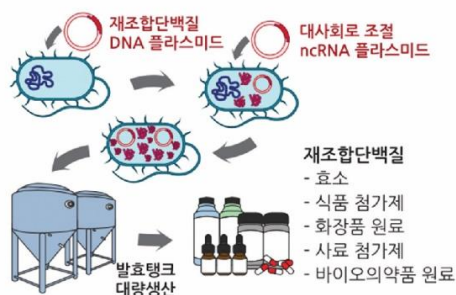 재조합단백질
DNA 플라스미드
대사회로 조절
ncRNA 플라스미드
재조합단백질
- 효소
- 식품 첨가제
- 화장품 원료
- 사료 첨가제
- 바이오의약품 원료
발효탱크
대량생산